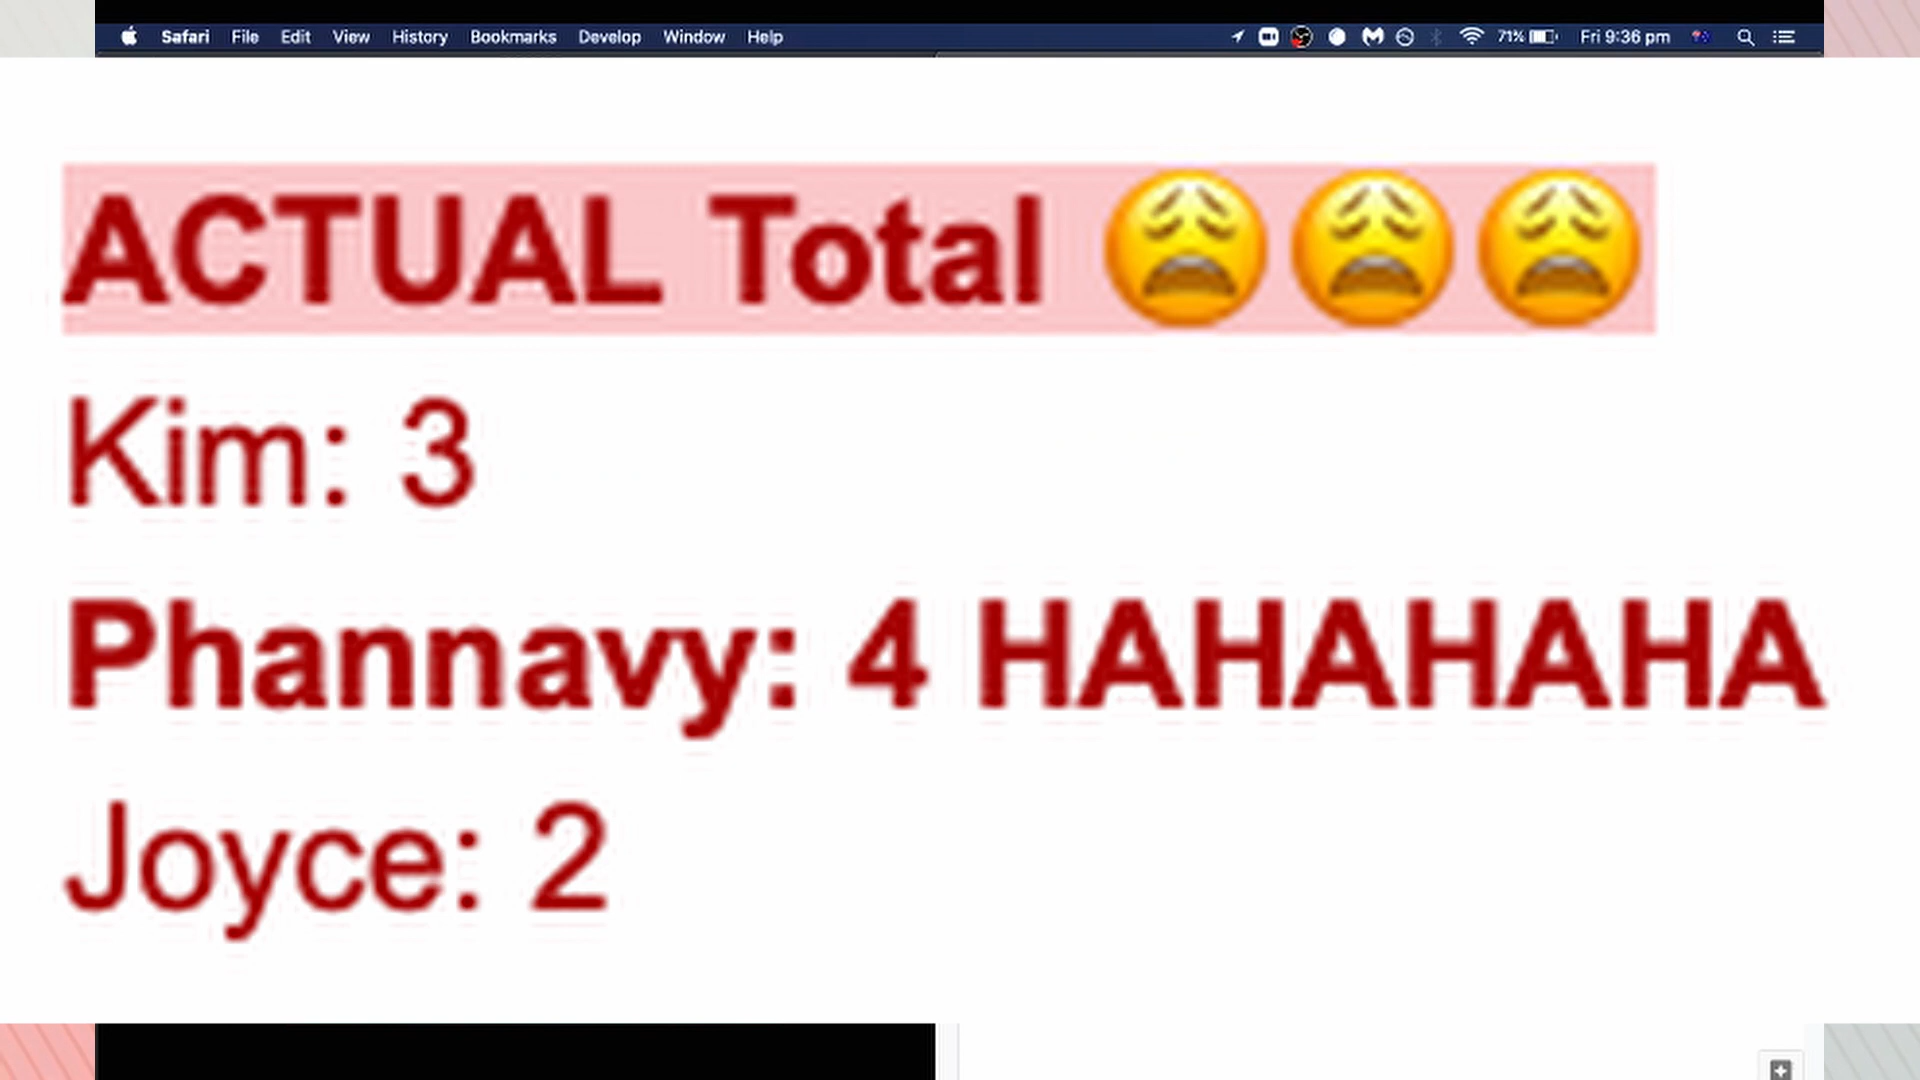 Safari File Edit View History Bookmarks Develop Window Help 71% Fri 9:36 pm
ACTUAL Total 😩😩😩
Kim: 3
Phannavy: 4 HAHAHAHA
Joyce: 2